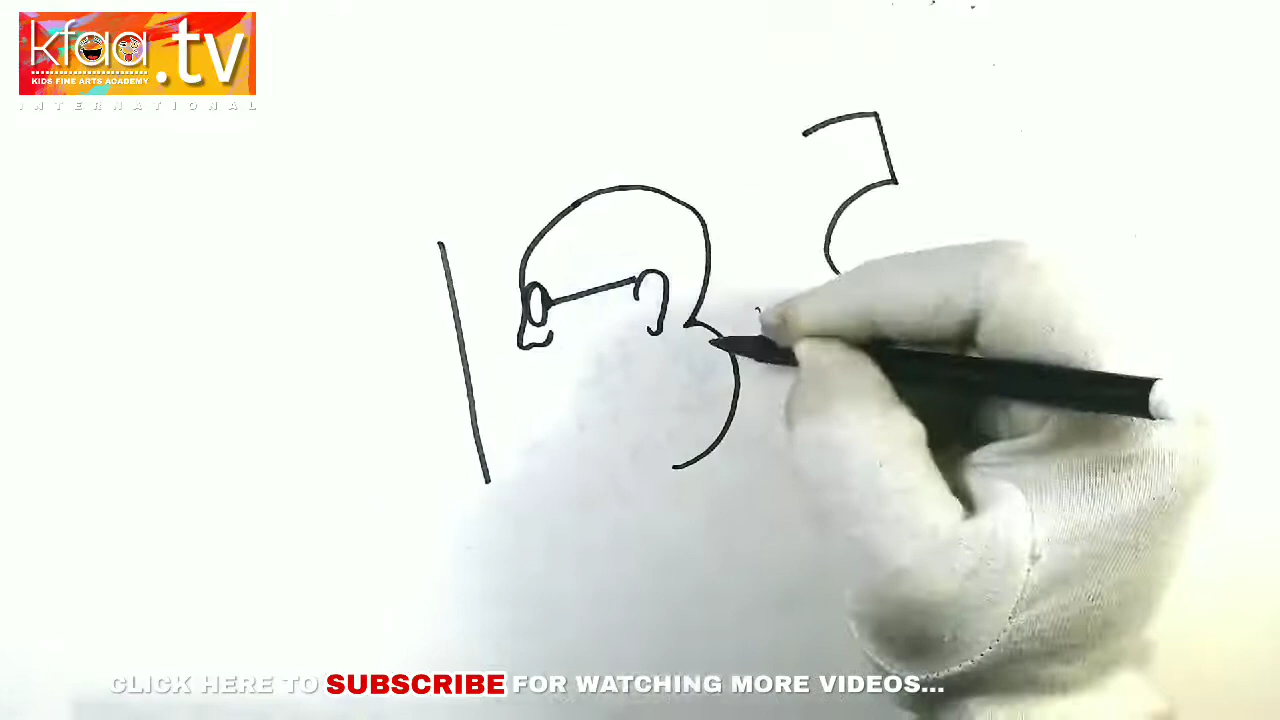 kfaa.tv
KIDS FINE ARTS ACADEMY
INTERNATIONAL
CLICK HERE TO SUBSCRIBE FOR WATCHING MORE VIDEOS...